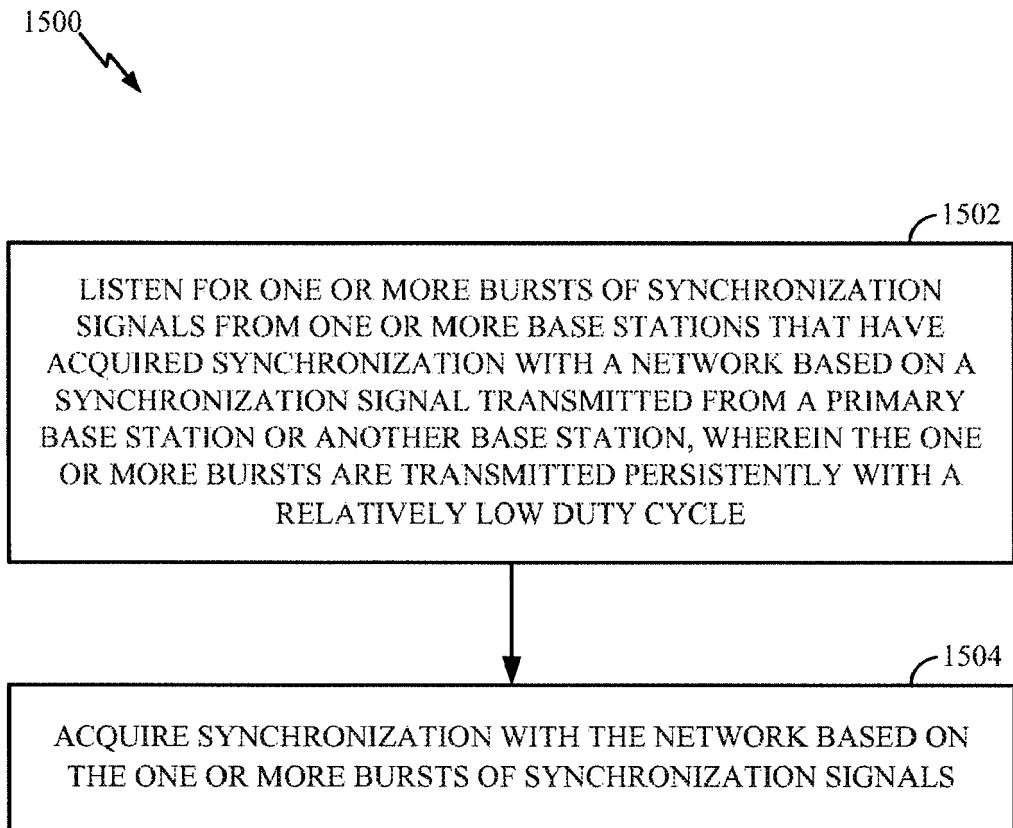 1500
1502
LISTEN FOR ONE OR MORE BURSTS OF SYNCHRONIZATION
SIGNALS FROM ONE OR MORE BASE STATIONS THAT HAVE
ACQUIRED SYNCHRONIZATION WITH A NETWORK BASED ON A
SYNCHRONIZATION SIGNAL TRANSMITTED FROM A PRIMARY
BASE STATION OR ANOTHER BASE STATION, WHEREIN THE ONE
OR MORE BURSTS ARE TRANSMITTED PERSISTENTLY WITH A
RELATIVELY LOW DUTY CYCLE
1504
ACQUIRE SYNCHRONIZATION WITH THE NETWORK BASED ON
THE ONE OR MORE BURSTS OF SYNCHRONIZATION SIGNALS